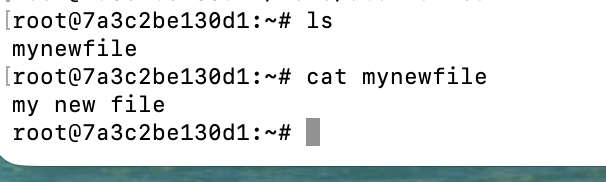 [root@7a3c2be130d1:~# ls
mynewfile
[root@7a3c2be130d1:~# cat mynewfile
my new file
root@7a3c2be130d1:~#